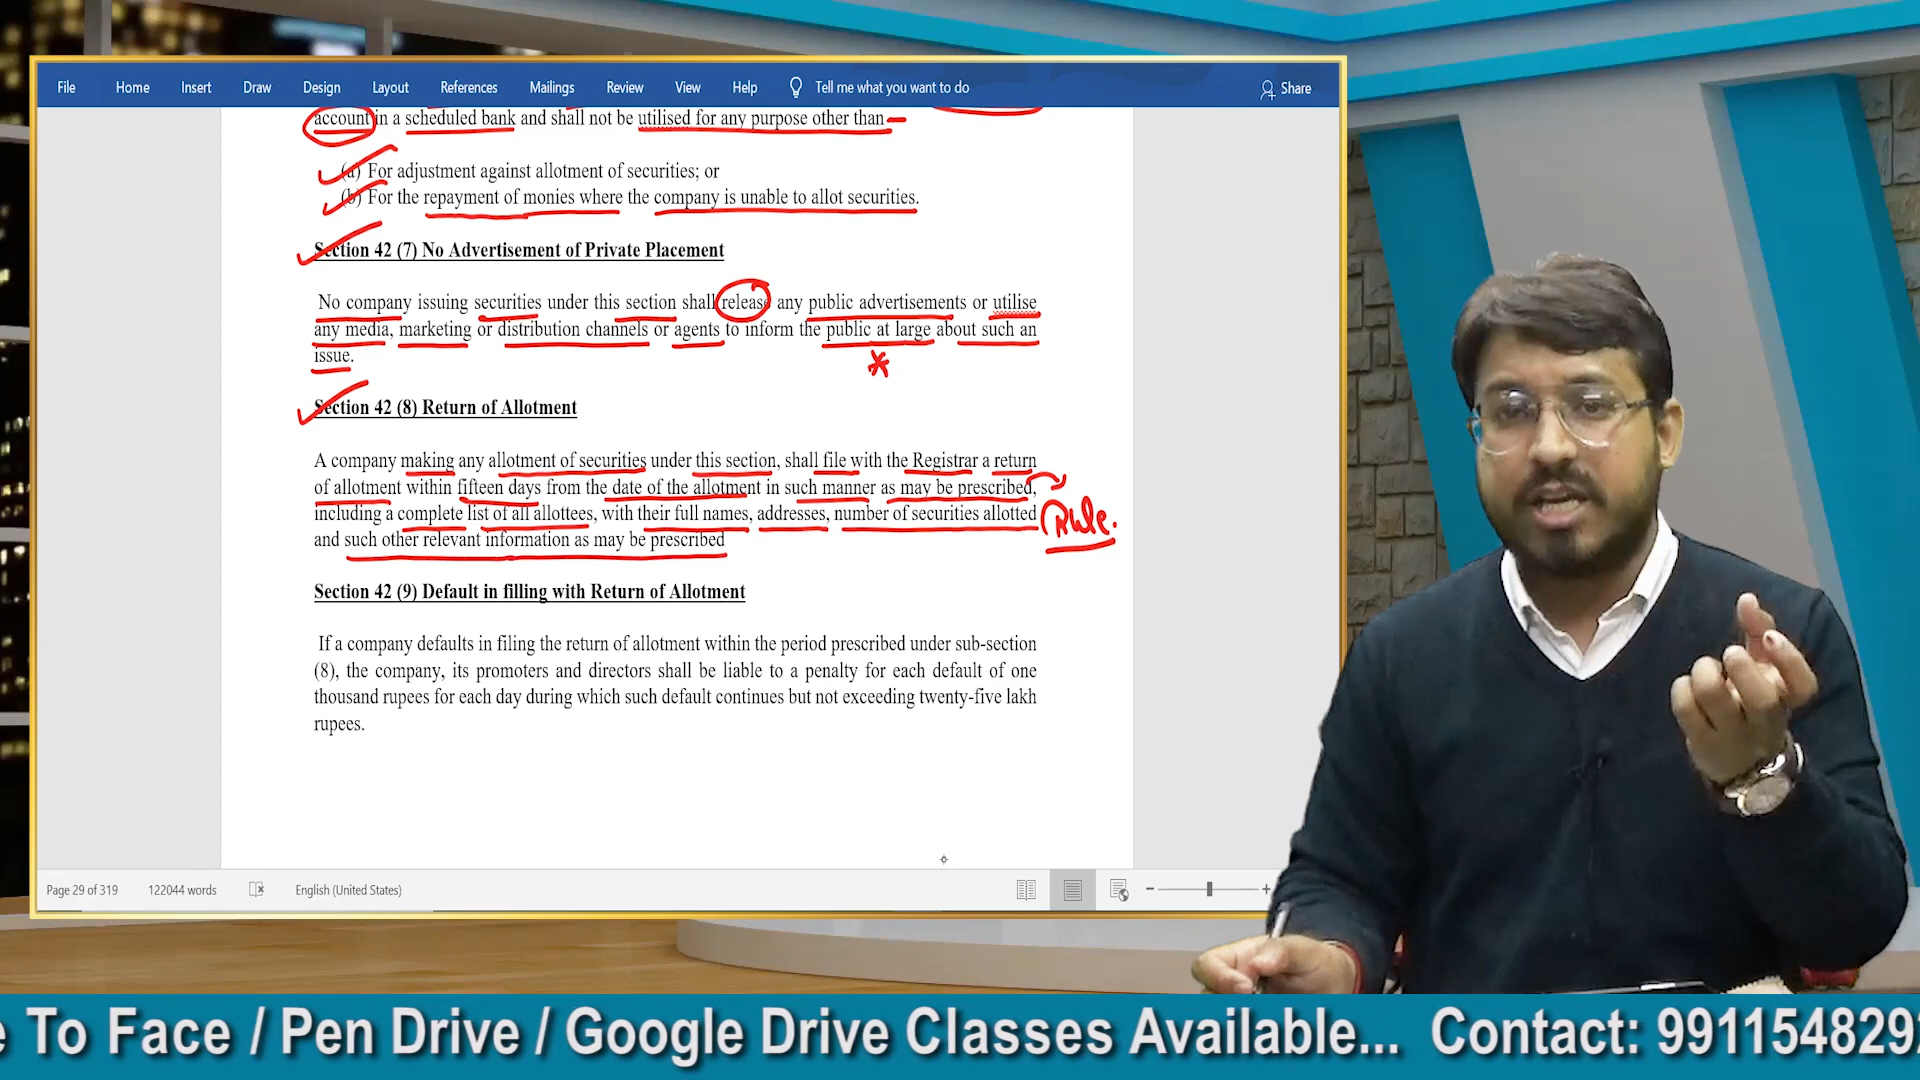 File Home Insert Draw Design Layout References Mailings Review View Help Tell me what you want to do Share
account in a scheduled bank and shall not be utilised for any purpose other than
(a) For adjustment against allotment of securities; or
(b) For the repayment of monies where the company is unable to allot securities.
Section 42 (7) No Advertisement of Private Placement
No company issuing securities under this section shall release any public advertisements or utilise
any media, marketing or distribution channels or agents to inform the public at large about such an
issue.
Section 42 (8) Return of Allotment
A company making any allotment of securities under this section, shall file with the Registrar a return
of allotment within fifteen days from the date of the allotment in such manner as may be prescribed,
including a complete list of all allottees, with their full names, addresses, number of securities allotted
Rule.
and such other relevant information as may be prescribed
Section 42 (9) Default in filling with Return of Allotment
If a company defaults in filing the return of allotment within the period prescribed under sub-section
(8), the company, its promoters and directors shall be liable to a penalty for each default of one
thousand rupees for each day during which such default continues but not exceeding twenty-five lakh
rupees.
Page 29 of 319 122044 words English (United States)
e To Face / Pen Drive / Google Drive Classes Available... Contact: 991154829